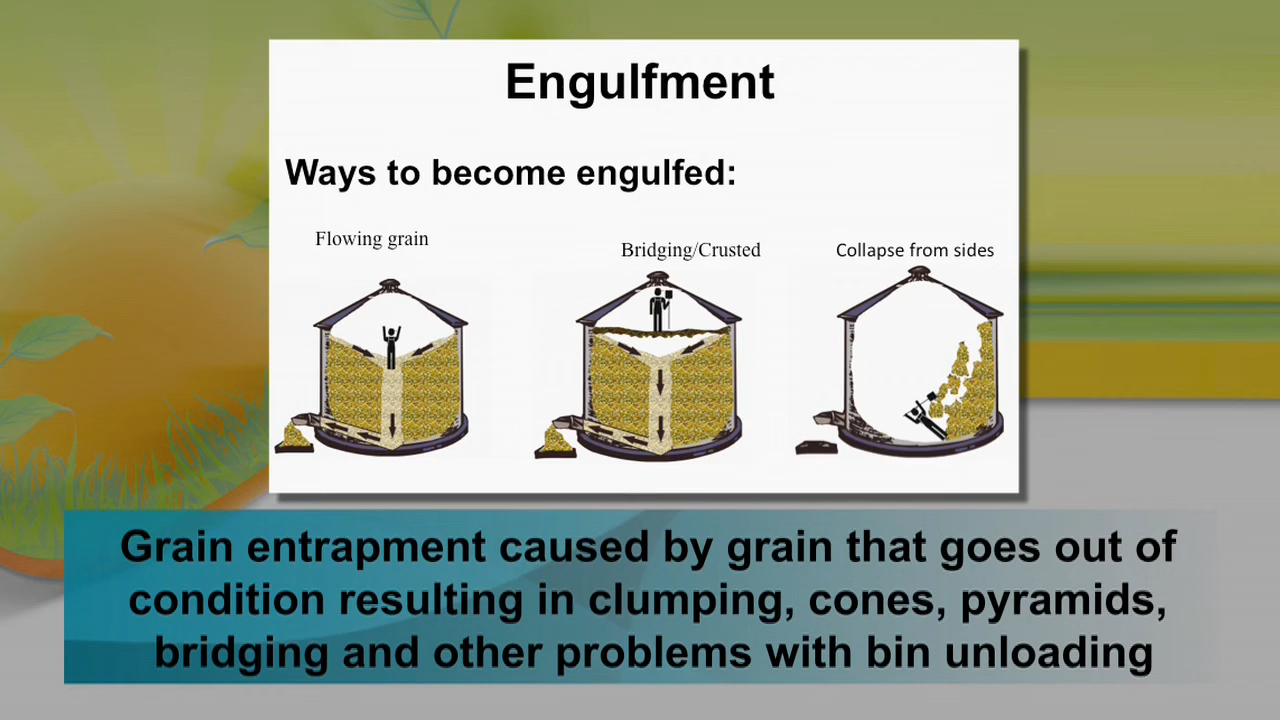 Engulfment
Ways to become engulfed:
Flowing grain
Bridging/Crusted
Collapse from sides
Grain entrapment caused by grain that goes out of
condition resulting in clumping, cones, pyramids,
bridging and other problems with bin unloading